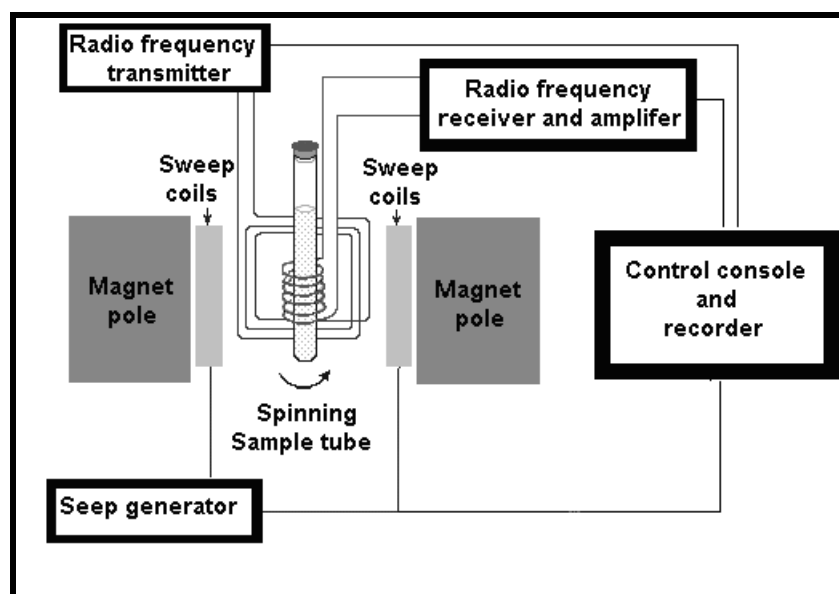 Radio frequency
transmitter
Radio frequency
receiver and amplifer
Sweep
coils
Sweep
coils
Magnet
pole
Magnet
pole
Control console
and
recorder
Spinning
Sample tube
Seep generator